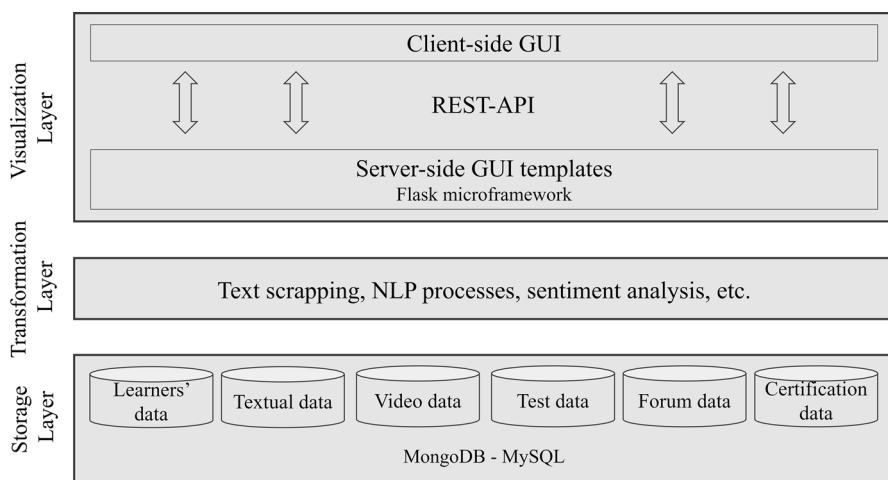 Visualization
Layer
Client-side GUI
REST-API
Server-side GUI templates
Flask microframework
Transformation
Layer
Text scrapping, NLP processes, sentiment analysis, etc.
Storage
Layer
Learners’
data
Textual data
Video data
Test data
Forum data
Certification
data
MongoDB - MySQL